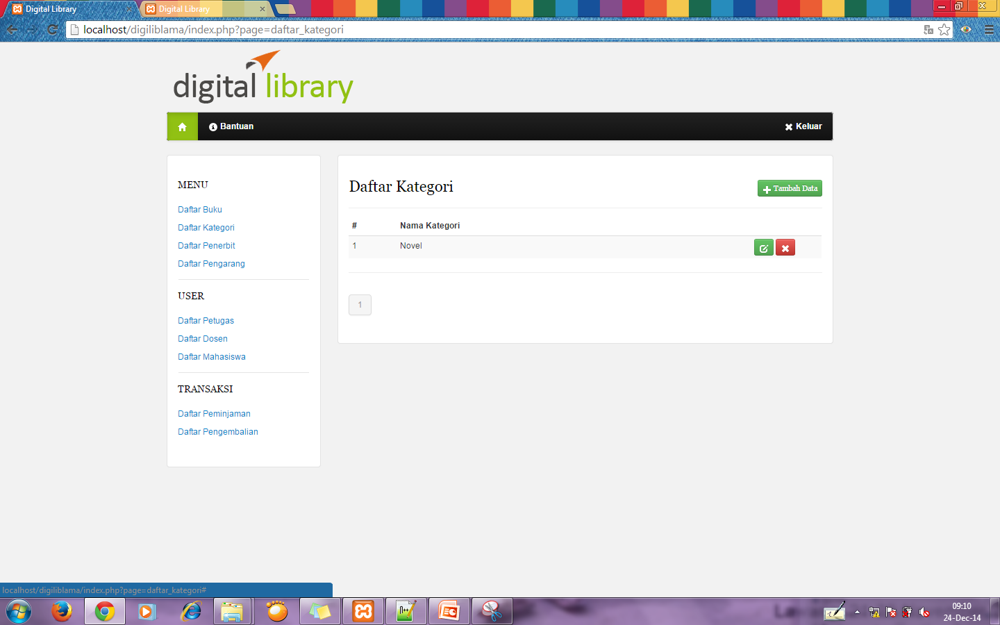 Digital Library
Digital Library
localhost/digiliblama/index.php?page=daftar_kategori
digital library
Bantuan
Keluar
MENU
Daftar Buku
Daftar Kategori
Daftar Penerbit
Daftar Pengarang
USER
Daftar Petugas
Daftar Dosen
Daftar Mahasiswa
TRANSAKSI
Daftar Peminjaman
Daftar Pengembalian
Daftar Kategori
Tambah Data
# Nama Kategori
1 Novel
1
localhost/digiliblama/index.php?page=daftar_kategori#
09:10
24-Dec-14